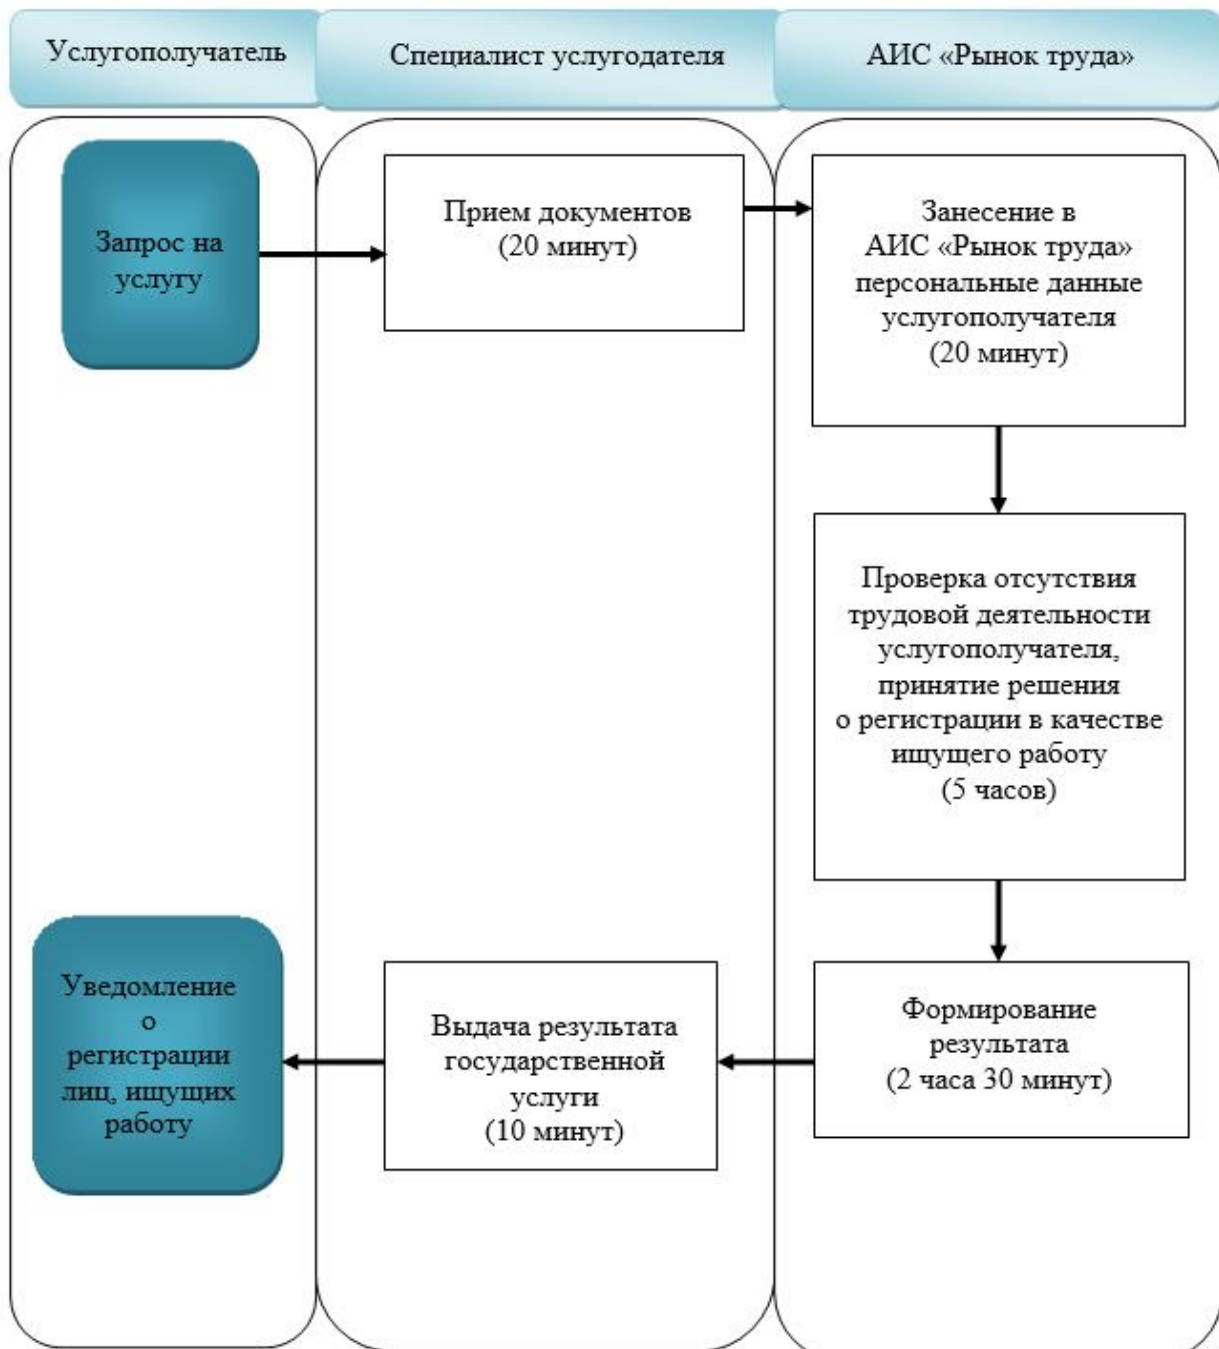 Услугополучатель
Специалист услугодателя
АИС «Рынок труда»
Запрос на
услугу
Прием документов
(20 минут)
Занесение в
АИС «Рынок труда»
персональные данные
услугополучателя
(20 минут)
Проверка отсутствия
трудовой деятельности
услугополучателя,
принятие решения
о регистрации в качестве
ищущего работу
(5 часов)
Формирование
результата
(2 часа 30 минут)
Выдача результата
государственной
услуги
(10 минут)
Уведомление
о
регистрации
лиц, ищущих
работу